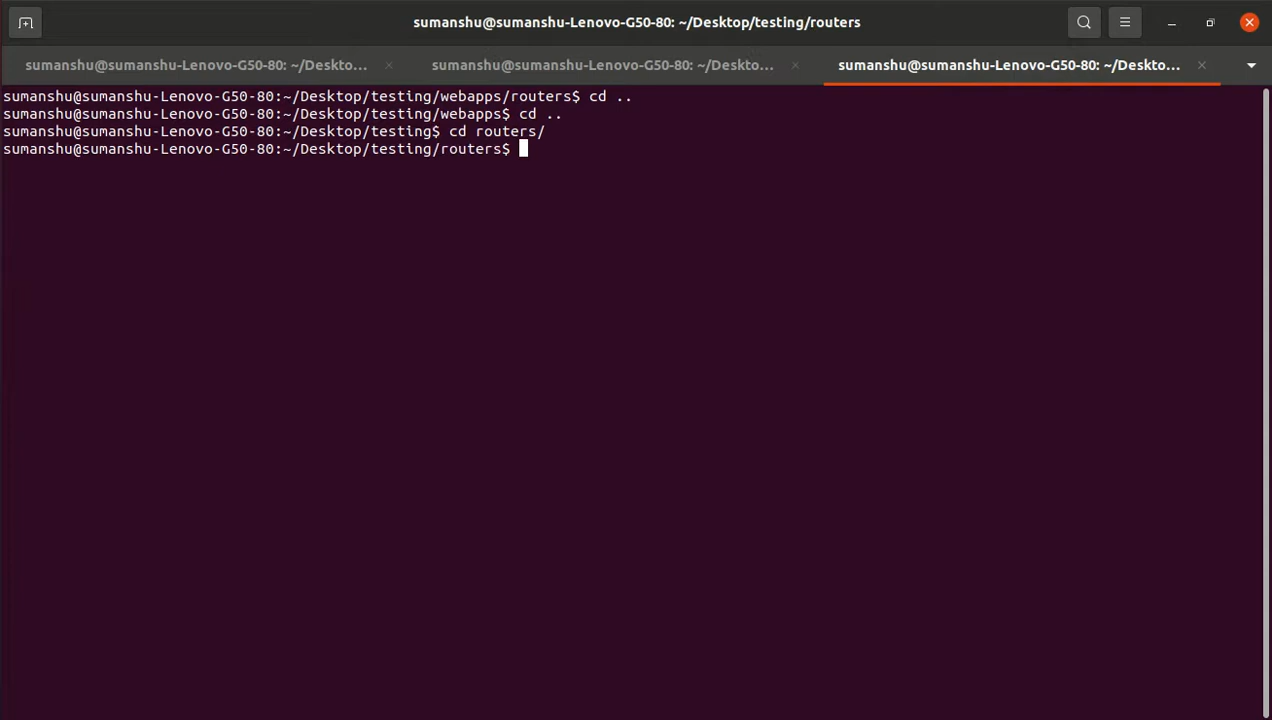 sumanshu@sumanshu-Lenovo-G50-80: ~/Desktop/testing/routers
sumanshu@sumanshu-Lenovo-G50-80: ~/Deskto... sumanshu@sumanshu-Lenovo-G50-80: ~/Deskto... sumanshu@sumanshu-Lenovo-G50-80: ~/Deskto...
sumanshu@sumanshu-Lenovo-G50-80:~/Desktop/testing/webapps/routers$ cd ..
sumanshu@sumanshu-Lenovo-G50-80:~/Desktop/testing/webapps$ cd ..
sumanshu@sumanshu-Lenovo-G50-80:~/Desktop/testing$ cd routers/
sumanshu@sumanshu-Lenovo-G50-80:~/Desktop/testing/routers$